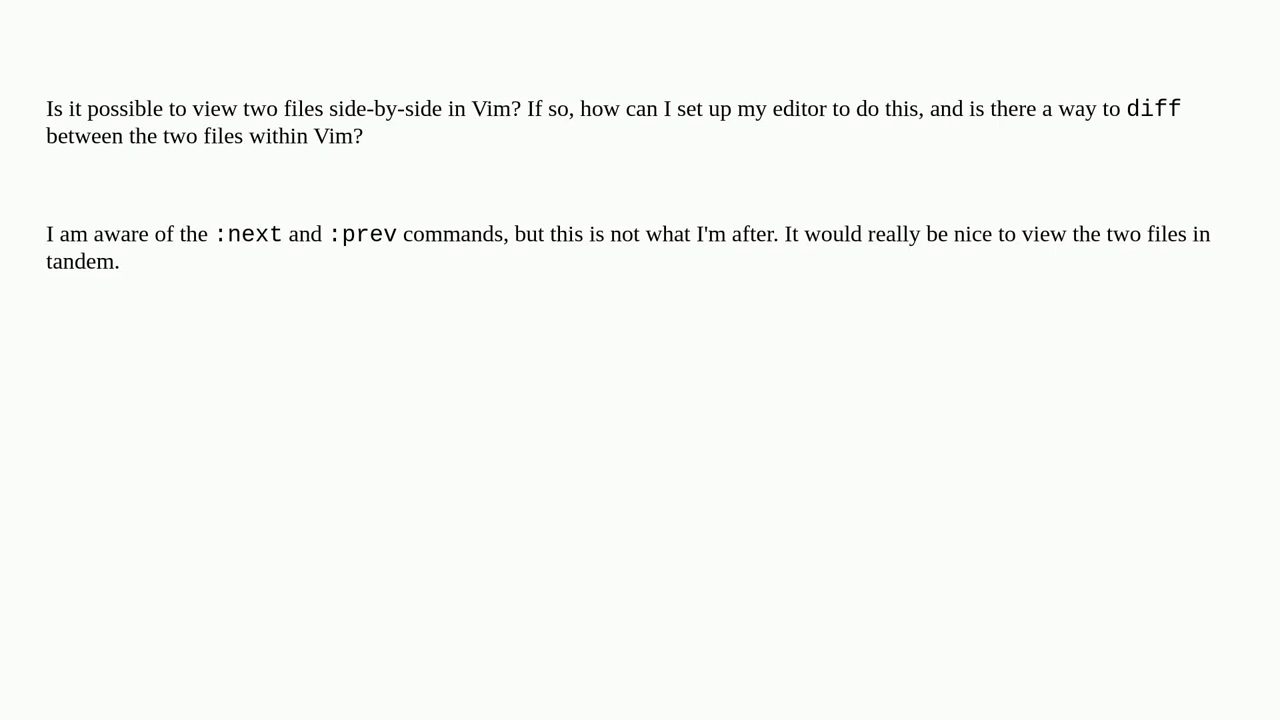 Is it possible to view two files side-by-side in Vim? If so, how can I set up my editor to do this, and is there a way to diff
between the two files within Vim?
I am aware of the :next and :prev commands, but this is not what I'm after. It would really be nice to view the two files in
tandem.